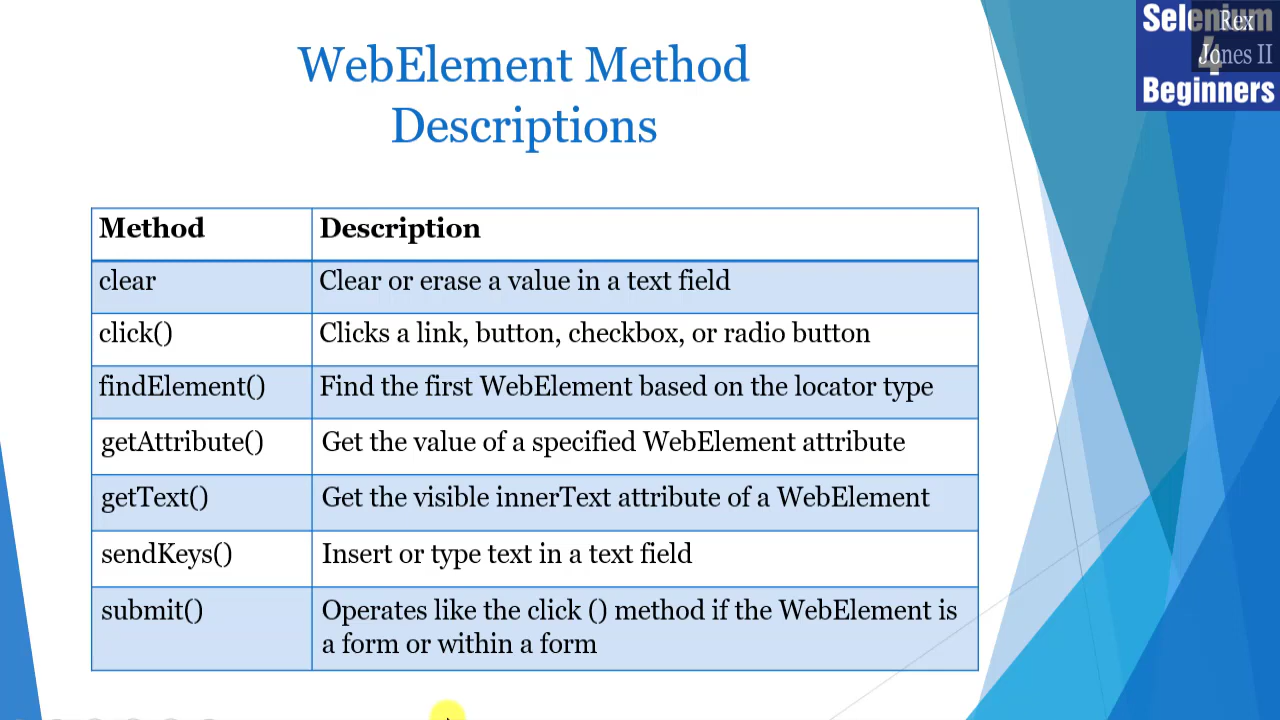 WebElement Method
Descriptions
Selenium
4
Beginners
Rex
Jones II
Method Description
clear Clear or erase a value in a text field
click() Clicks a link, button, checkbox, or radio button
findElement() Find the first WebElement based on the locator type
getAttribute() Get the value of a specified WebElement attribute
getText() Get the visible innerText attribute of a WebElement
sendKeys() Insert or type text in a text field
submit() Operates like the click () method if the WebElement is
a form or within a form